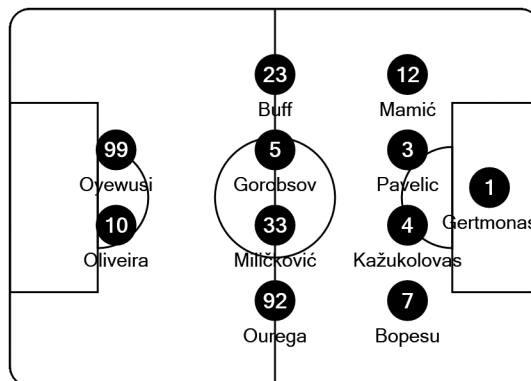 23
Buff
12
Mamić
99
Oyewusi
5
Gorobsov
3
Pavelic
1
Gertmonas
10
Oliveira
33
Miličković
4
Kažukolovas
92
Ourega
7
Bopesu